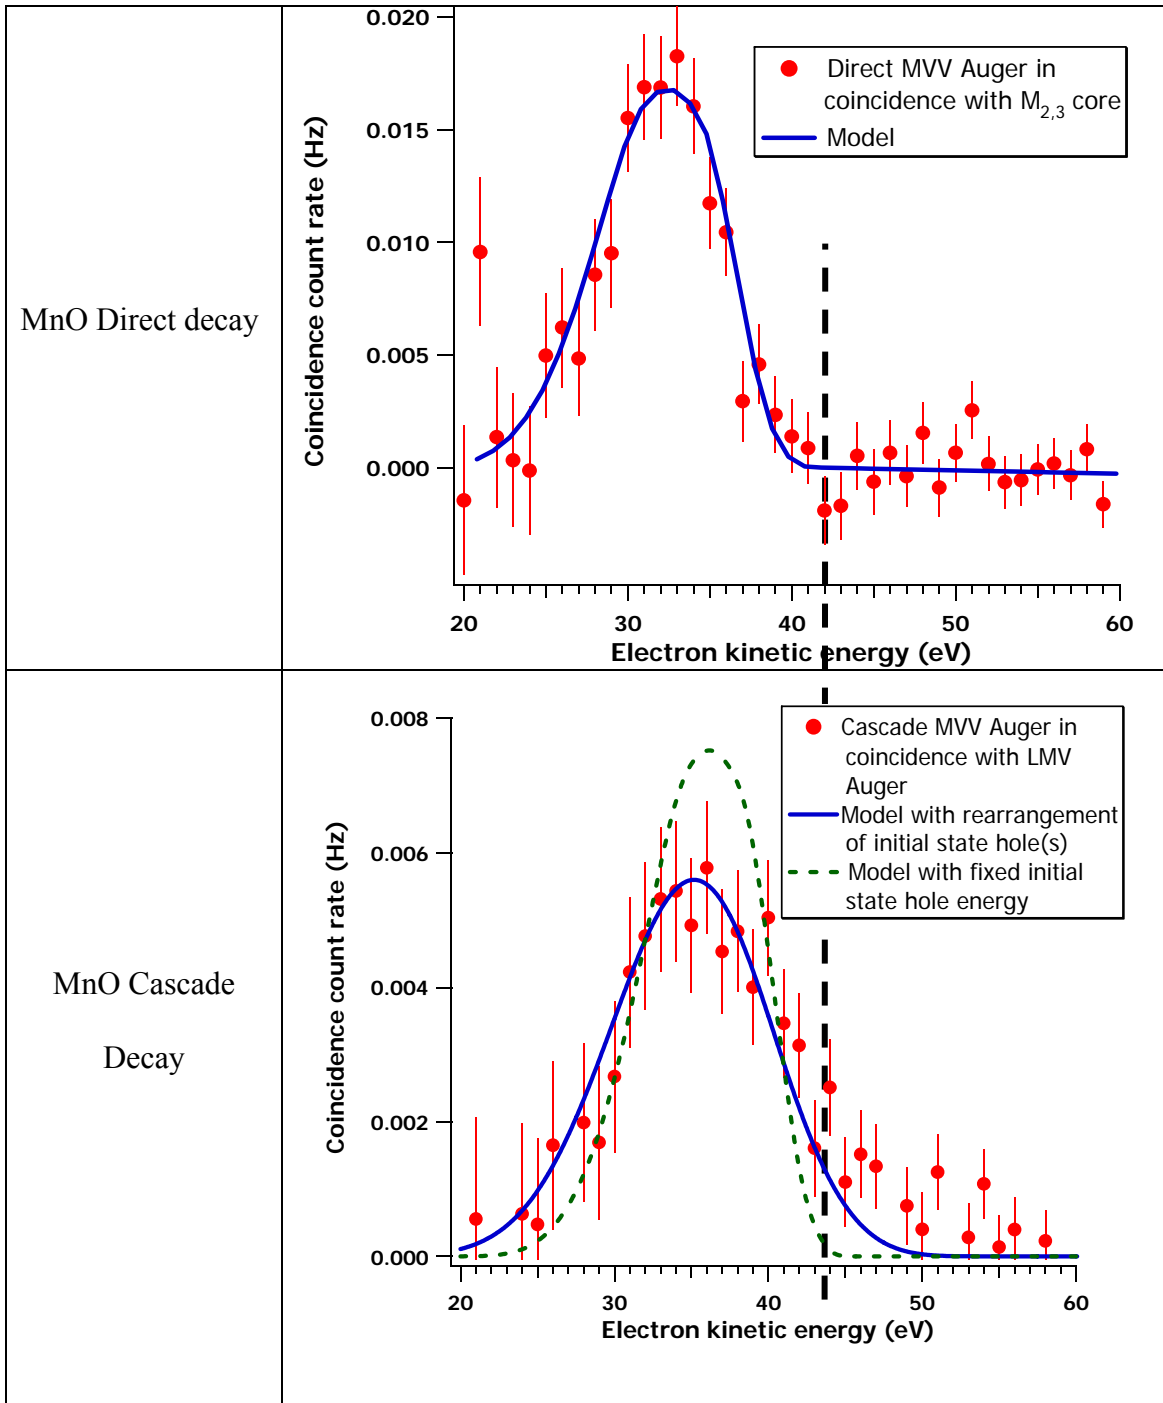 MnO Direct decay
0.020
0.015
0.010
0.005
0.000
Coincidence count rate (Hz)
Direct MVV Auger in
coincidence with M2,3 core
Model
20
30
40
50
60
Electron kinetic energy (eV)
MnO Cascade
Decay
0.008
0.006
0.004
0.002
0.000
Coincidence count rate (Hz)
Cascade MVV Auger in
coincidence with LMV
Auger
Model with rearrangement
of initial state hole(s)
Model with fixed initial
state hole energy
20
30
40
50
60
Electron kinetic energy (eV)